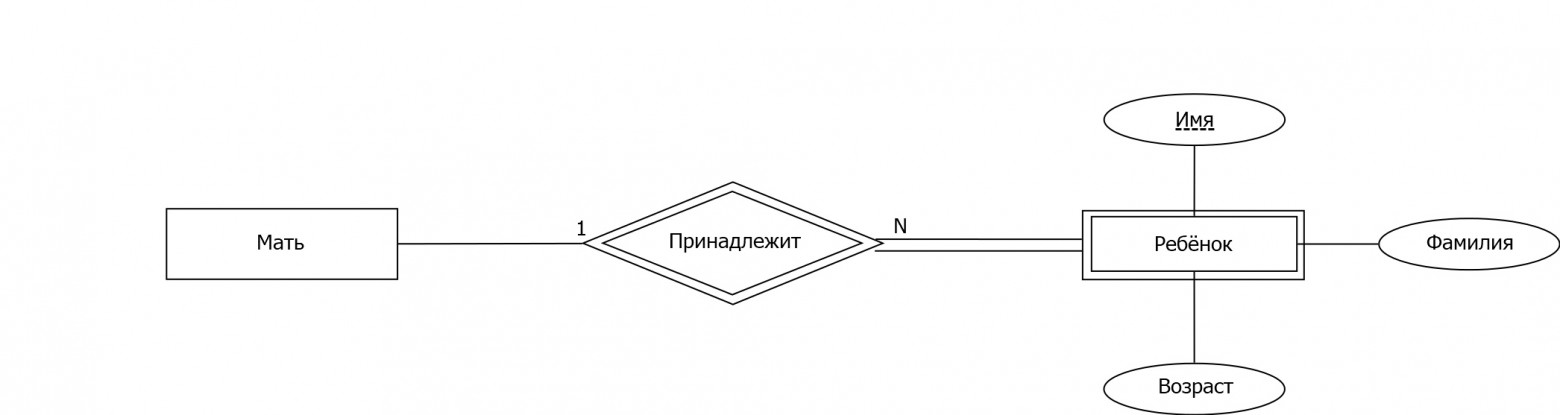 Имя
Мать
1
Принадлежит
N
Ребёнок
Фамилия
Возраст